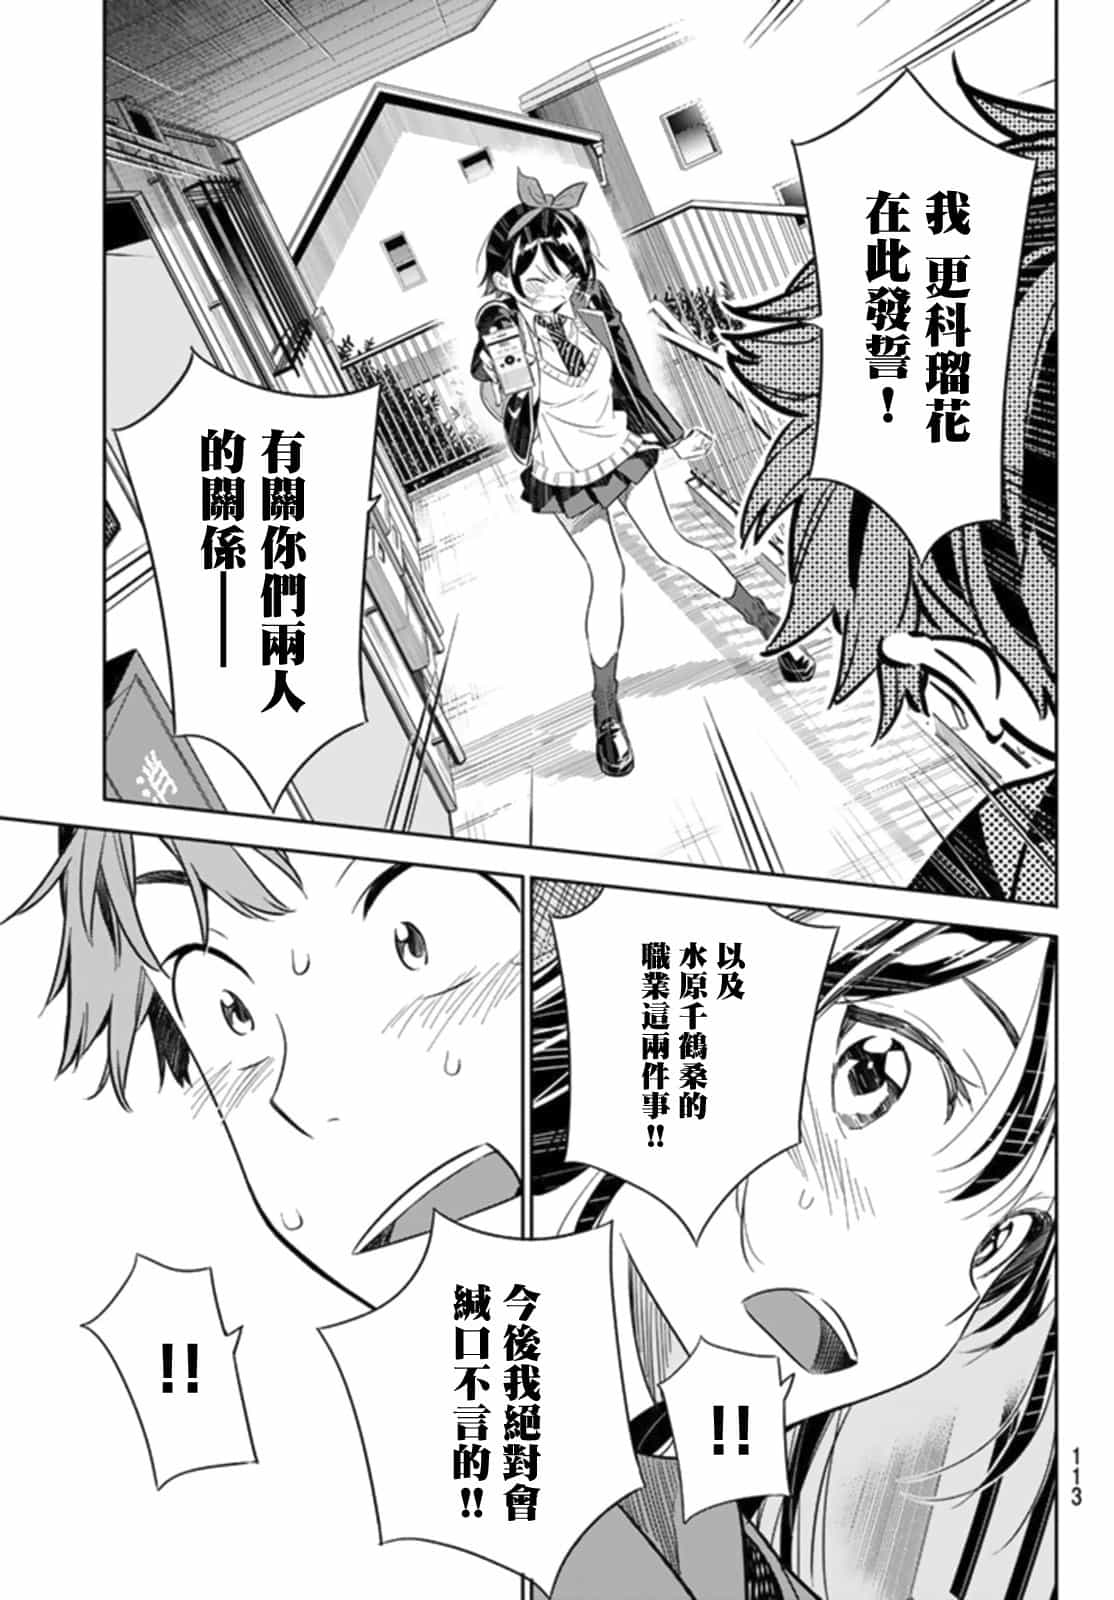 我 更科瑠花
在此發誓！
有關你們兩人
的關係——
以及
水原千鶴桑的
職業這兩件事!!
!!
今後我絕對會
緘口不言的!!
!!
113